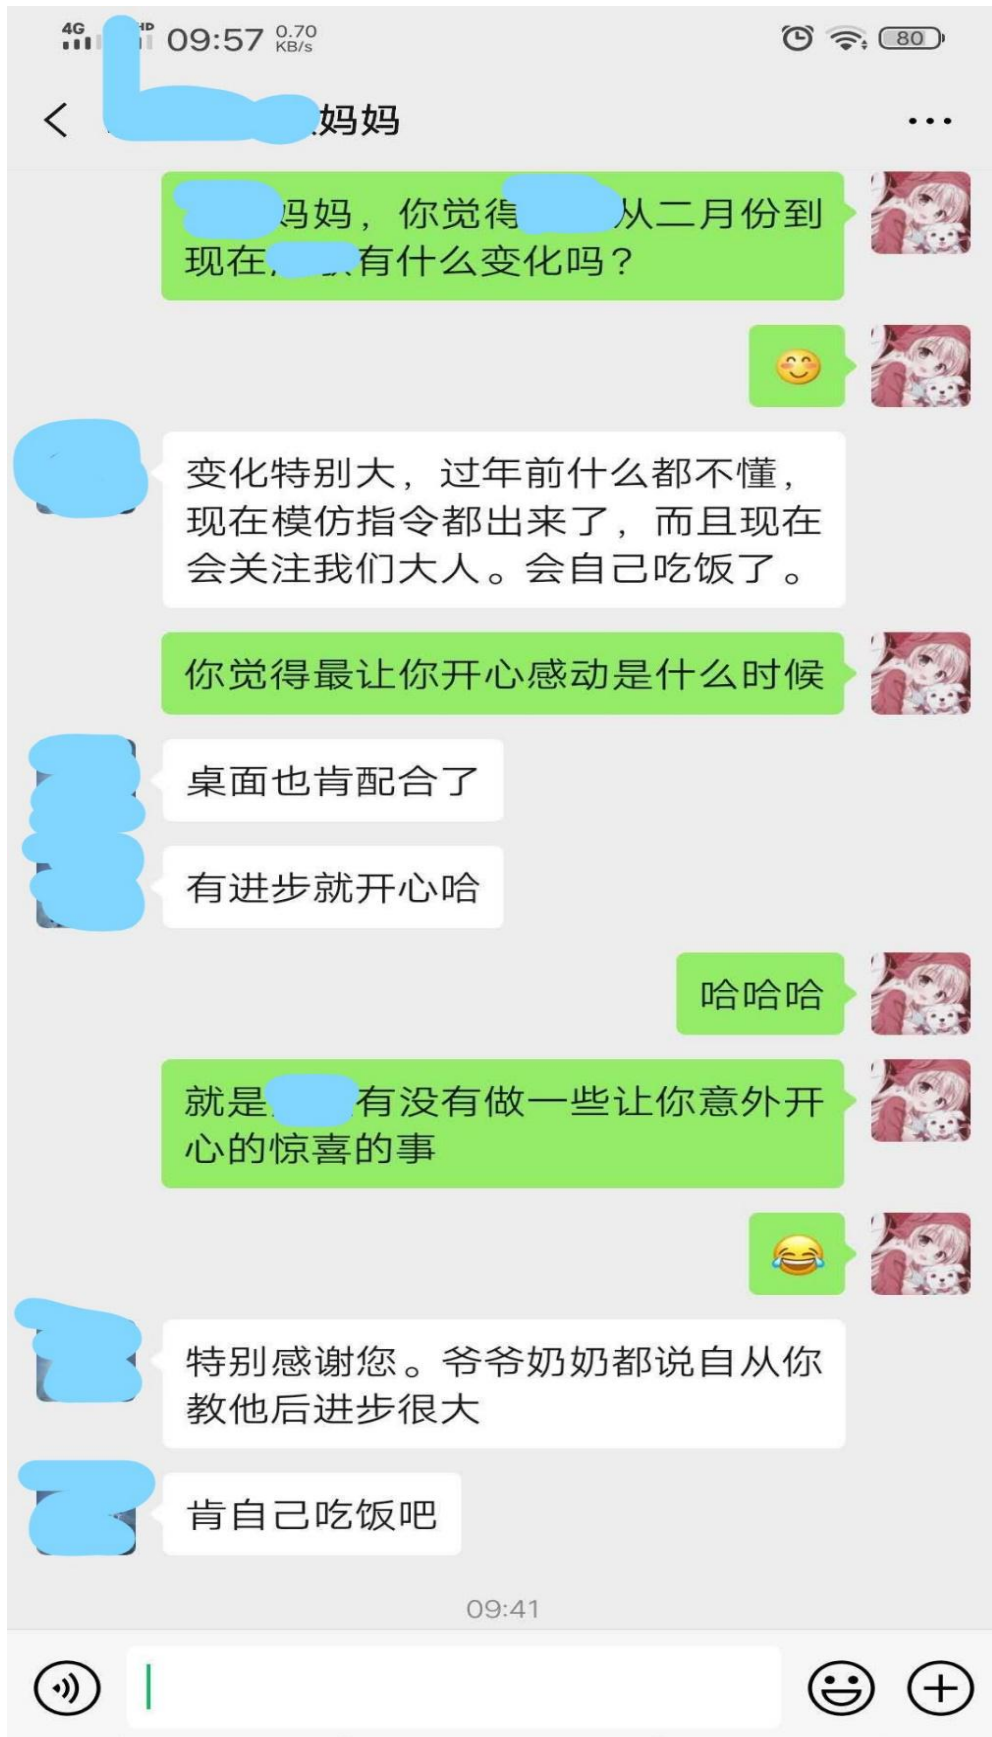 4G
HD
09:57 0.70
KB/s
80
妈妈
妈妈，你觉得 从二月份到
现在 有什么变化吗？
变化特别大，过年前什么都不懂，
现在模仿指令都出来了，而且现在
会关注我们大人。会自己吃饭了。
你觉得最让你开心感动是什么时候
桌面也肯配合了
有进步就开心哈
哈哈哈
就是 有没有做一些让你意外开
心的惊喜的事
特别感谢您。爷爷奶奶都说自从你
教他后进步很大
肯自己吃饭吧
09:41